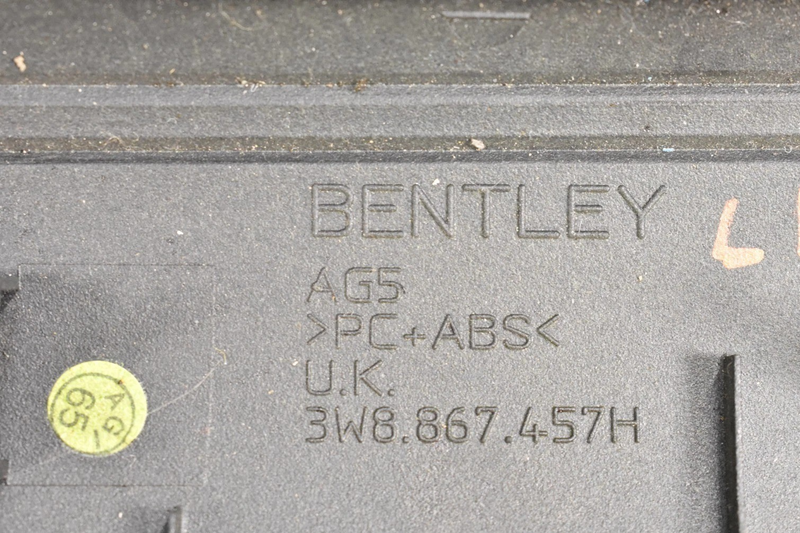 BENTLEY
AG5
>PC+ABS<
U.K.
3W8.867.457H
AG
65
L